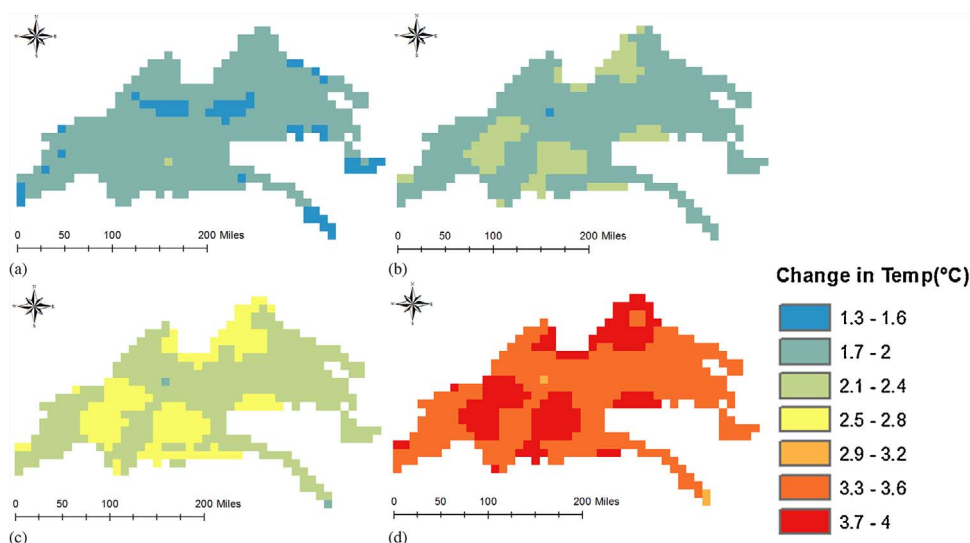 N
W E
S
0 50 100 200 Miles
(a)
N
W E
S
0 50 100 200 Miles
(b)
N
W E
S
0 50 100 200 Miles
(c)
N
W E
S
0 50 100 200 Miles
(d)
Change in Temp(°C)
1.3 - 1.6
1.7 - 2
2.1 - 2.4
2.5 - 2.8
2.9 - 3.2
3.3 - 3.6
3.7 - 4